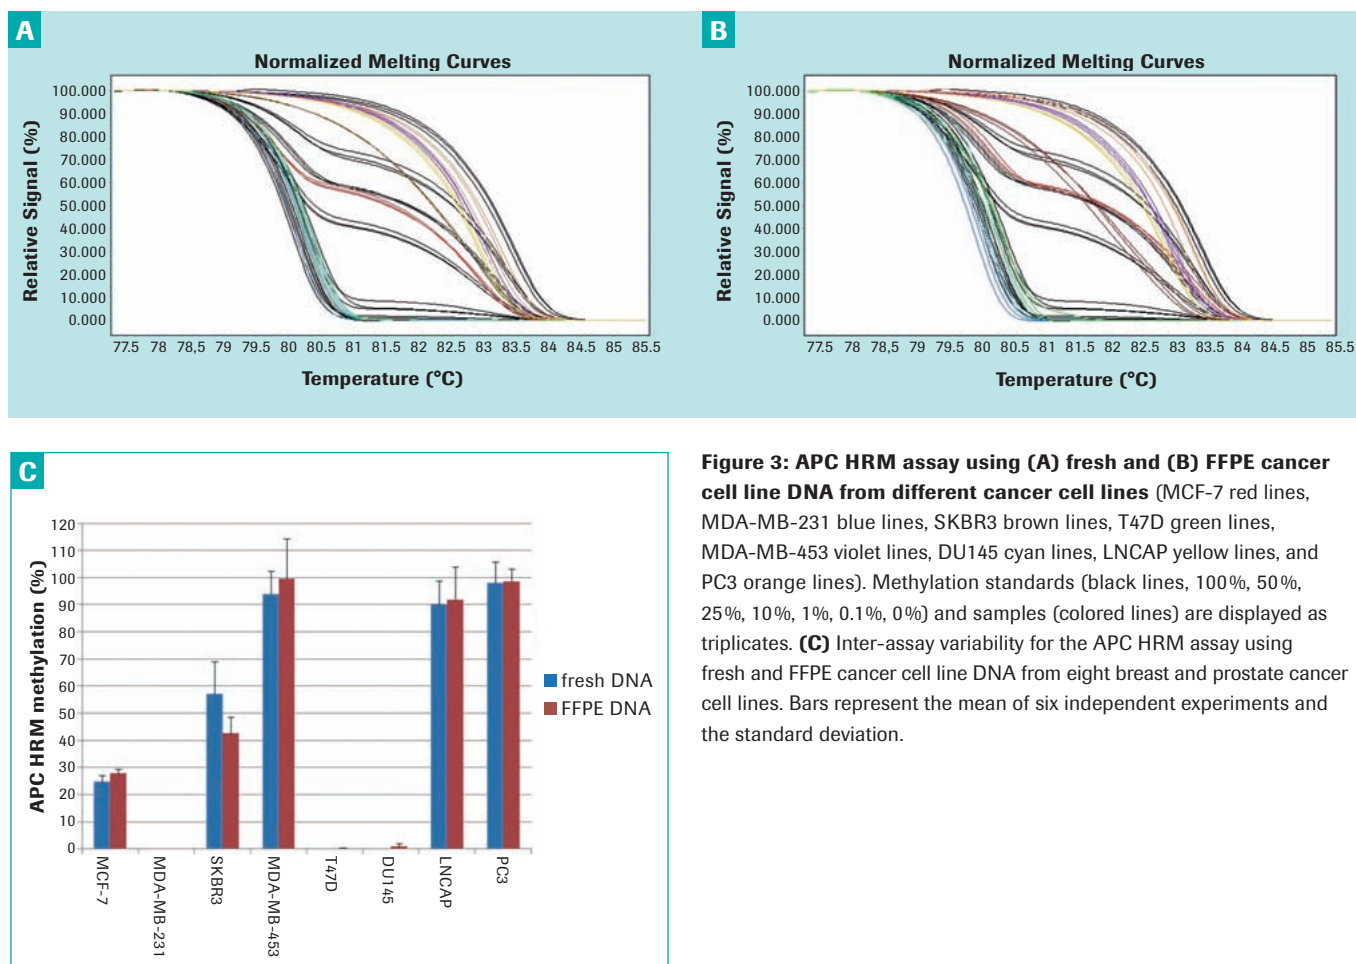 A
Normalized Melting Curves
Relative Signal (%)
100.000
90.000
80.000
70.000
60.000
50.000
40.000
30.000
20.000
10.000
0.000
77.5 78 78,5 79 79.5 80 80.5 81 81.5 82 82.5 83 83.5 84 84.5 85 85.5
Temperature (°C)
B
Normalized Melting Curves
Relative Signal (%)
100.000
90.000
80.000
70.000
60.000
50.000
40.000
30.000
20.000
10.000
0.000
77.5 78 78,5 79 79.5 80 80.5 81 81.5 82 82.5 83 83.5 84 84.5 85 85.5
Temperature (°C)
C
APC HRM methylation (%)
120
110
100
90
80
70
60
50
40
30
20
10
0
MCF-7
MDA-MB-231
SKBR3
MDA-MB-453
T47D
DU145
LNCAP
PC3
fresh DNA
FFPE DNA
Figure 3: APC HRM assay using (A) fresh and (B) FFPE cancer
cell line DNA from different cancer cell lines (MCF-7 red lines,
MDA-MB-231 blue lines, SKBR3 brown lines, T47D green lines,
MDA-MB-453 violet lines, DU145 cyan lines, LNCAP yellow lines, and
PC3 orange lines). Methylation standards (black lines, 100%, 50%,
25%, 10%, 1%, 0.1%, 0%) and samples (colored lines) are displayed as
triplicates. (C) Inter-assay variability for the APC HRM assay using
fresh and FFPE cancer cell line DNA from eight breast and prostate cancer
cell lines. Bars represent the mean of six independent experiments and
the standard deviation.